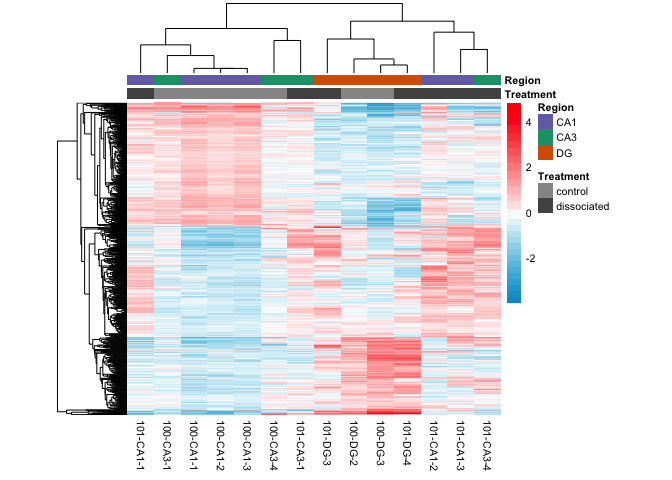 Region
Treatment
Region
CA1
CA3
DG
Treatment
control
dissociated
4
2
0
-2
101-CA1-1
100-CA3-1
100-CA1-1
100-CA1-2
100-CA1-3
100-CA3-4
101-CA3-1
101-DG-3
100-DG-2
100-DG-3
101-DG-4
101-CA1-2
101-CA1-3
101-CA3-4